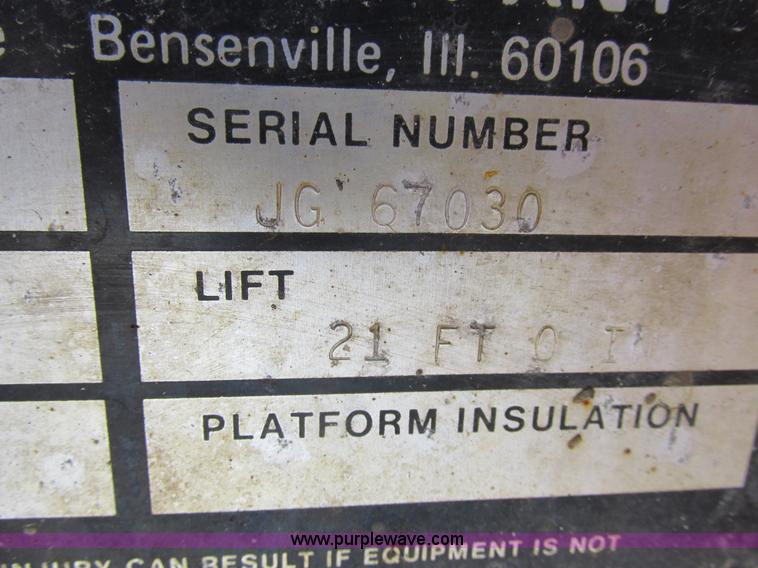 Bensenville, Ill. 60106
SERIAL NUMBER
JG 67030
LIFT
21 FT 0 IN
PLATFORM INSULATION
www.purplewave.com
CAN RESULT IF EQUIPMENT IS NOT